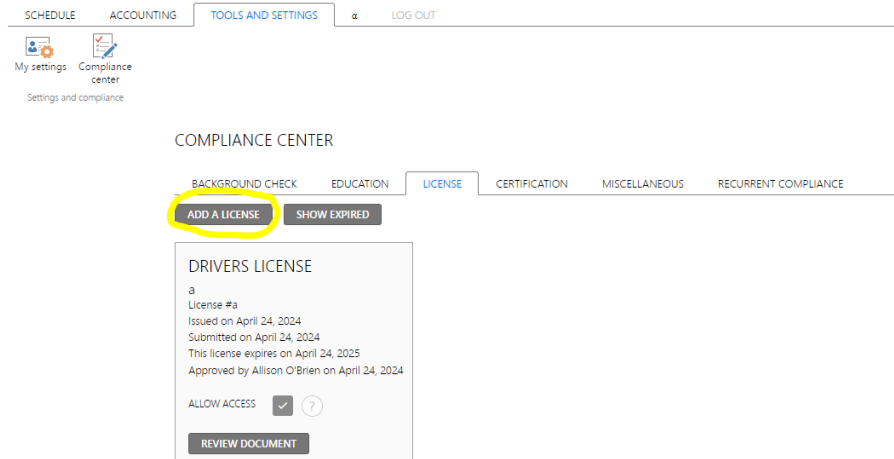 SCHEDULE ACCOUNTING TOOLS AND SETTINGS α LOG OUT
My settings Compliance center
Settings and compliance
COMPLIANCE CENTER
BACKGROUND CHECK EDUCATION LICENSE CERTIFICATION MISCELLANEOUS RECURRENT COMPLIANCE
ADD A LICENSE SHOW EXPIRED
DRIVERS LICENSE
a
License #a
Issued on April 24, 2024
Submitted on April 24, 2024
This license expires on April 24, 2025
Approved by Allison O'Brien on April 24, 2024
ALLOW ACCESS ?
REVIEW DOCUMENT